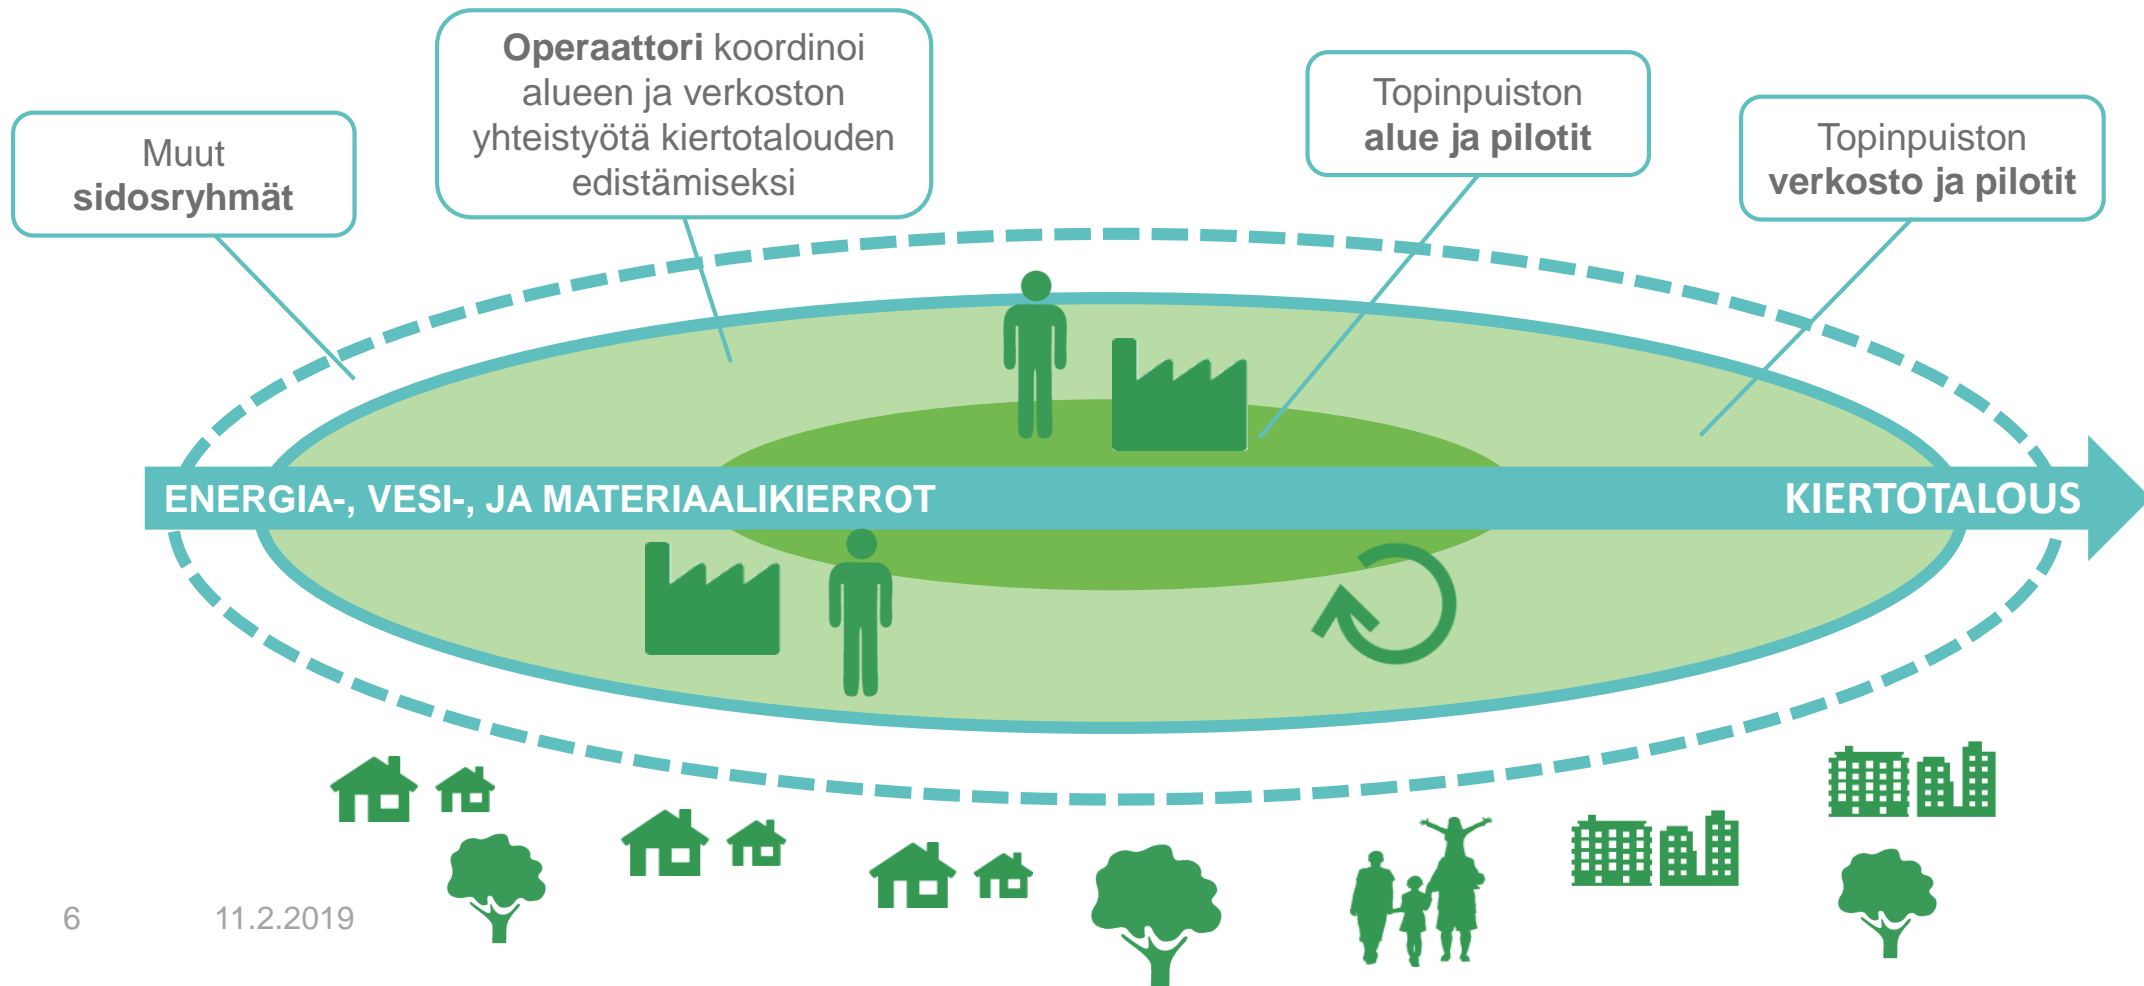 Muut
sidosryhmät
Operaattori koordinoi
alueen ja verkoston
yhteistyötä kiertotalouden
edistämiseksi
Topinpuiston
alue ja pilotit
Topinpuiston
verkosto ja pilotit
ENERGIA-, VESI-, JA MATERIAALIKIERROT
KIERTOTALOUS
6
11.2.2019